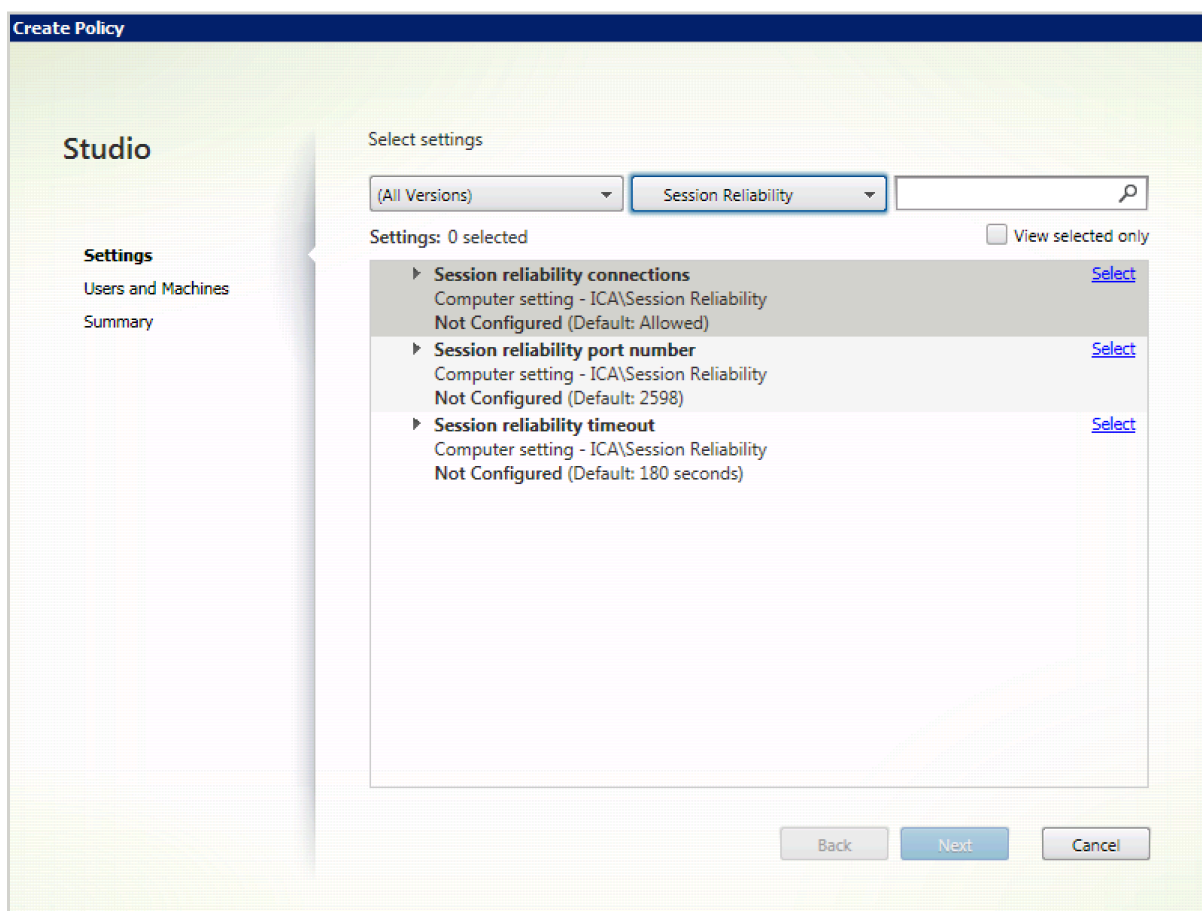 Create Policy
Studio
Select settings
(All Versions)
Session Reliability
Settings: 0 selected
View selected only
Settings
Users and Machines
Summary
Session reliability connections
Select
Computer setting - ICA\Session Reliability
Not Configured (Default: Allowed)
Session reliability port number
Select
Computer setting - ICA\Session Reliability
Not Configured (Default: 2598)
Session reliability timeout
Select
Computer setting - ICA\Session Reliability
Not Configured (Default: 180 seconds)
Back
Next
Cancel